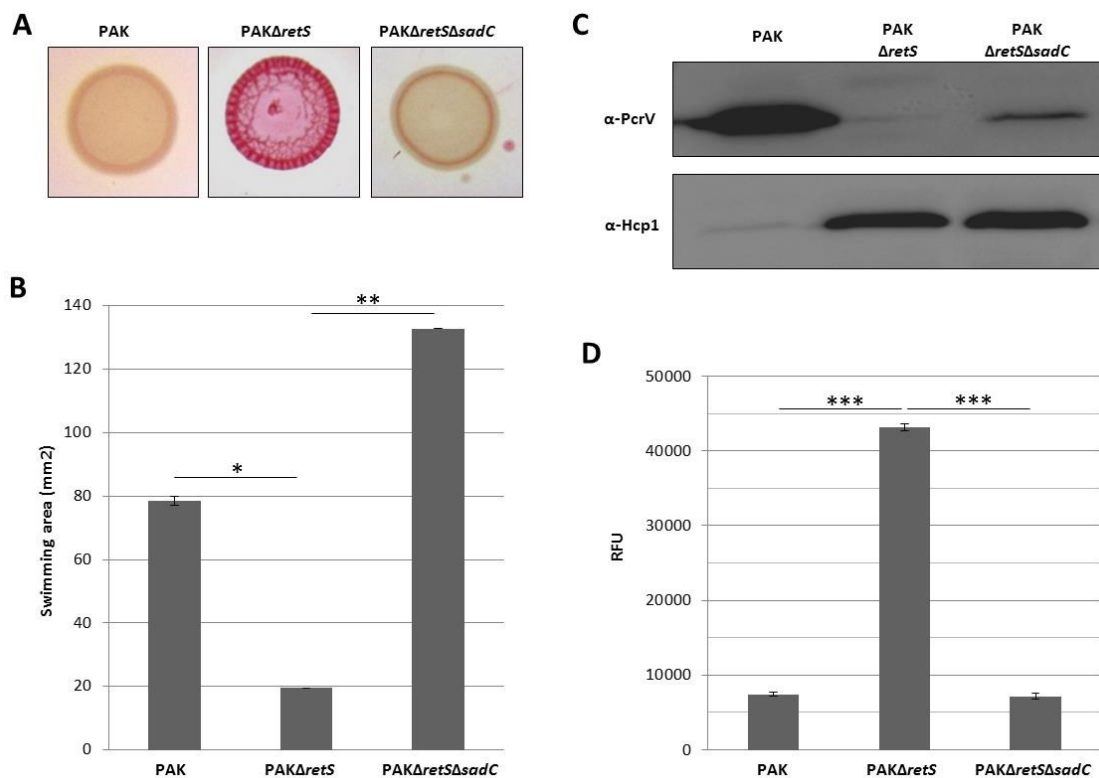 A
PAK
PAKΔretS
PAKΔretSΔsadC
B
140
120
100
80
60
40
20
0
Swimming area (mm2)
*
**
PAK
PAKΔretS
PAKΔretSΔsadC
C
PAK
PAK
ΔretS
PAK
ΔretSΔsadC
α-PcrV
α-Hcp1
D
50000
40000
30000
20000
10000
0
RFU
***
***
PAK
PAKΔretS
PAKΔretSΔsadC